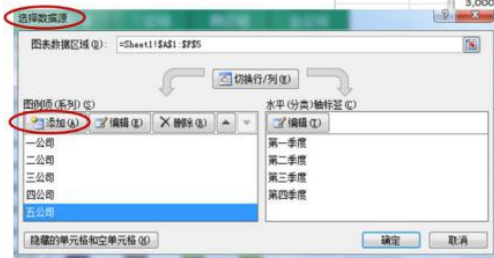 3,000
选择数据源
图表数据区域(D): =Sheet1!$A$1:$F$5
切换行/列(W)
图例项(系列)(S) 水平(分类)轴标签(C)
添加(A) 编辑(E) 删除(R) 编辑(T)
一公司 第一季度
二公司 第二季度
三公司 第三季度
四公司 第四季度
五公司
隐藏的单元格和空单元格(H) 确定 取消